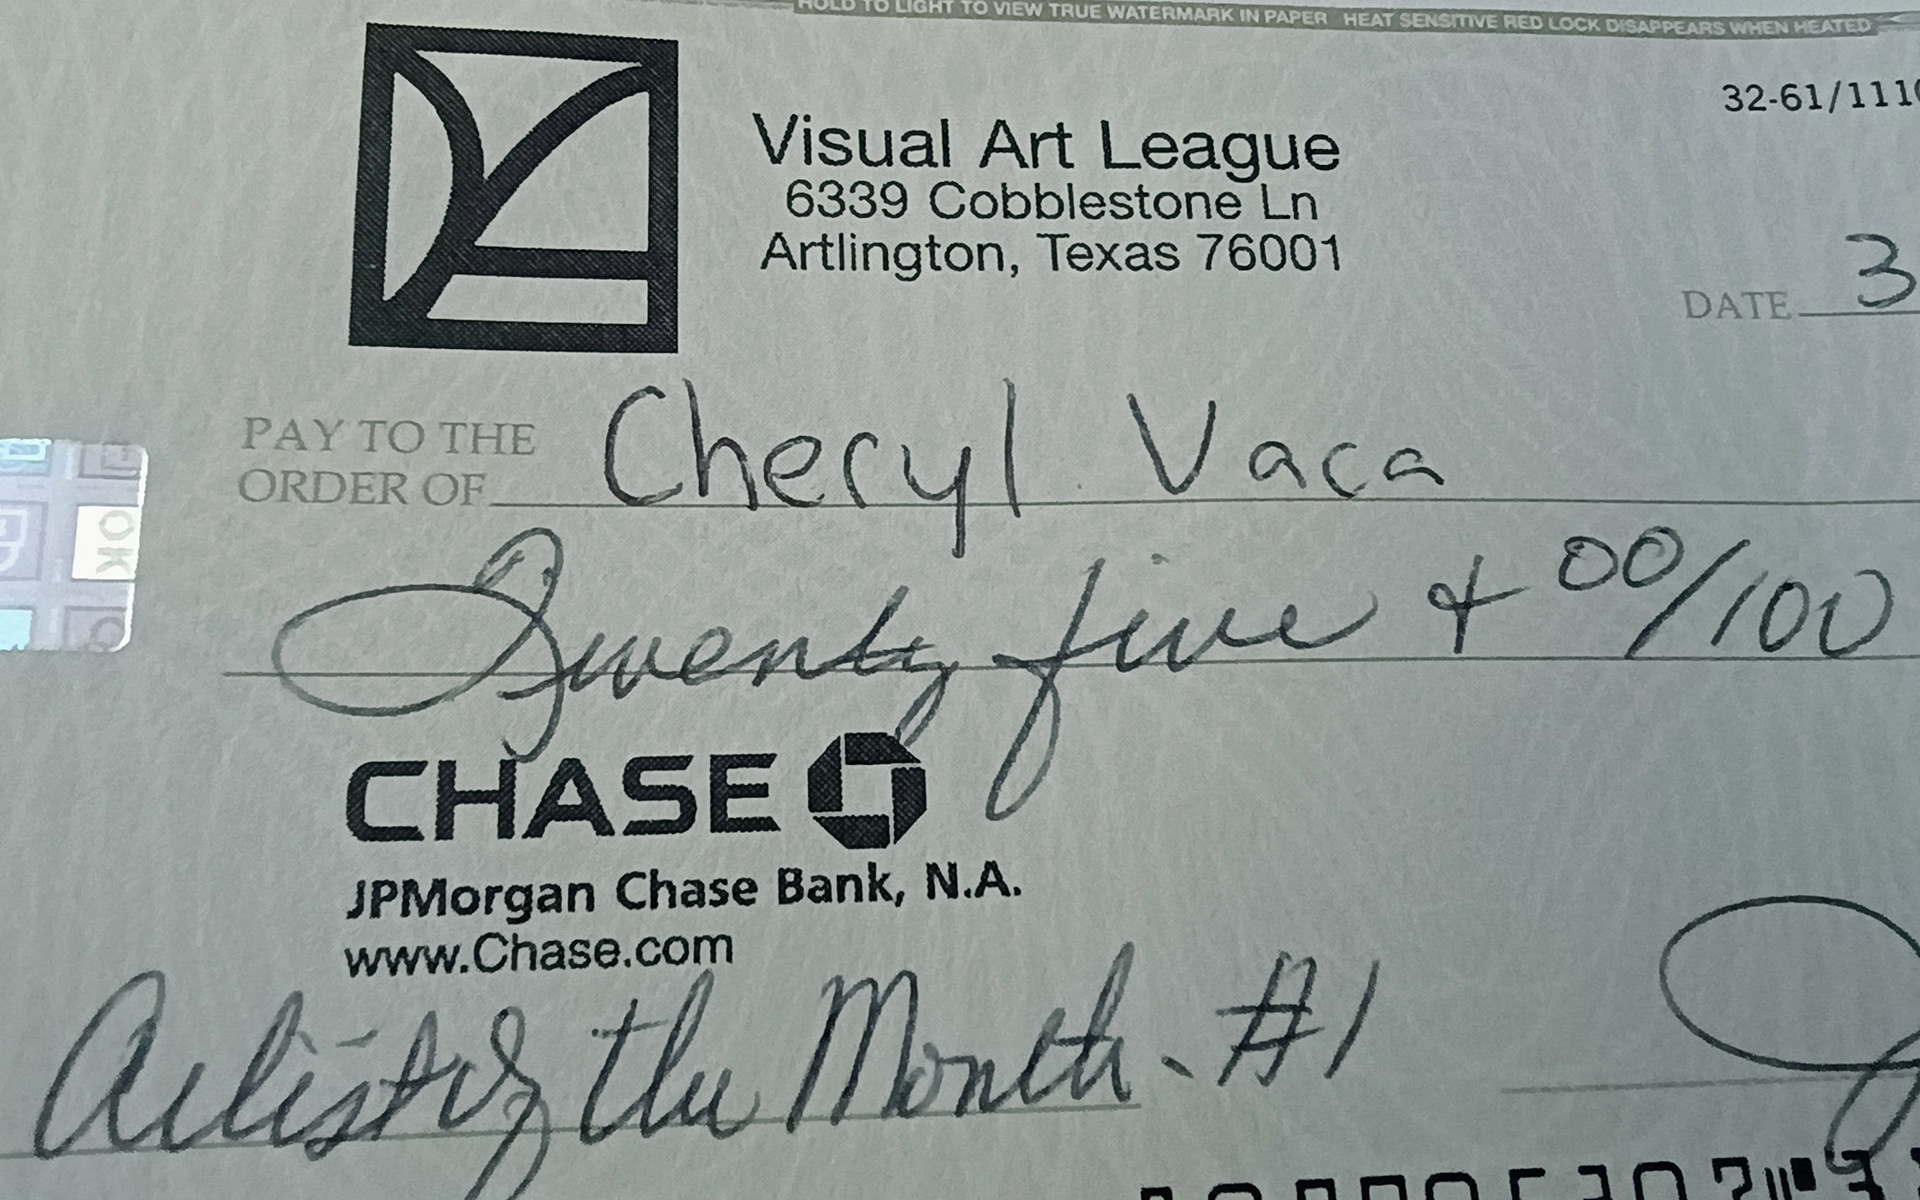 HOLD TO LIGHT TO VIEW TRUE WATERMARK IN PAPER HEAT SENSITIVE RED LOCK DISAPPEARS WHEN HEATED
32-61/1110
Visual Art League
6339 Cobblestone Ln
Artlington, Texas 76001
DATE 3
PAY TO THE
ORDER OF Cheryl Vaca
OK
Twenty five + 00/100
CHASE
JPMorgan Chase Bank, N.A.
www.Chase.com
Artist of the Month - #1